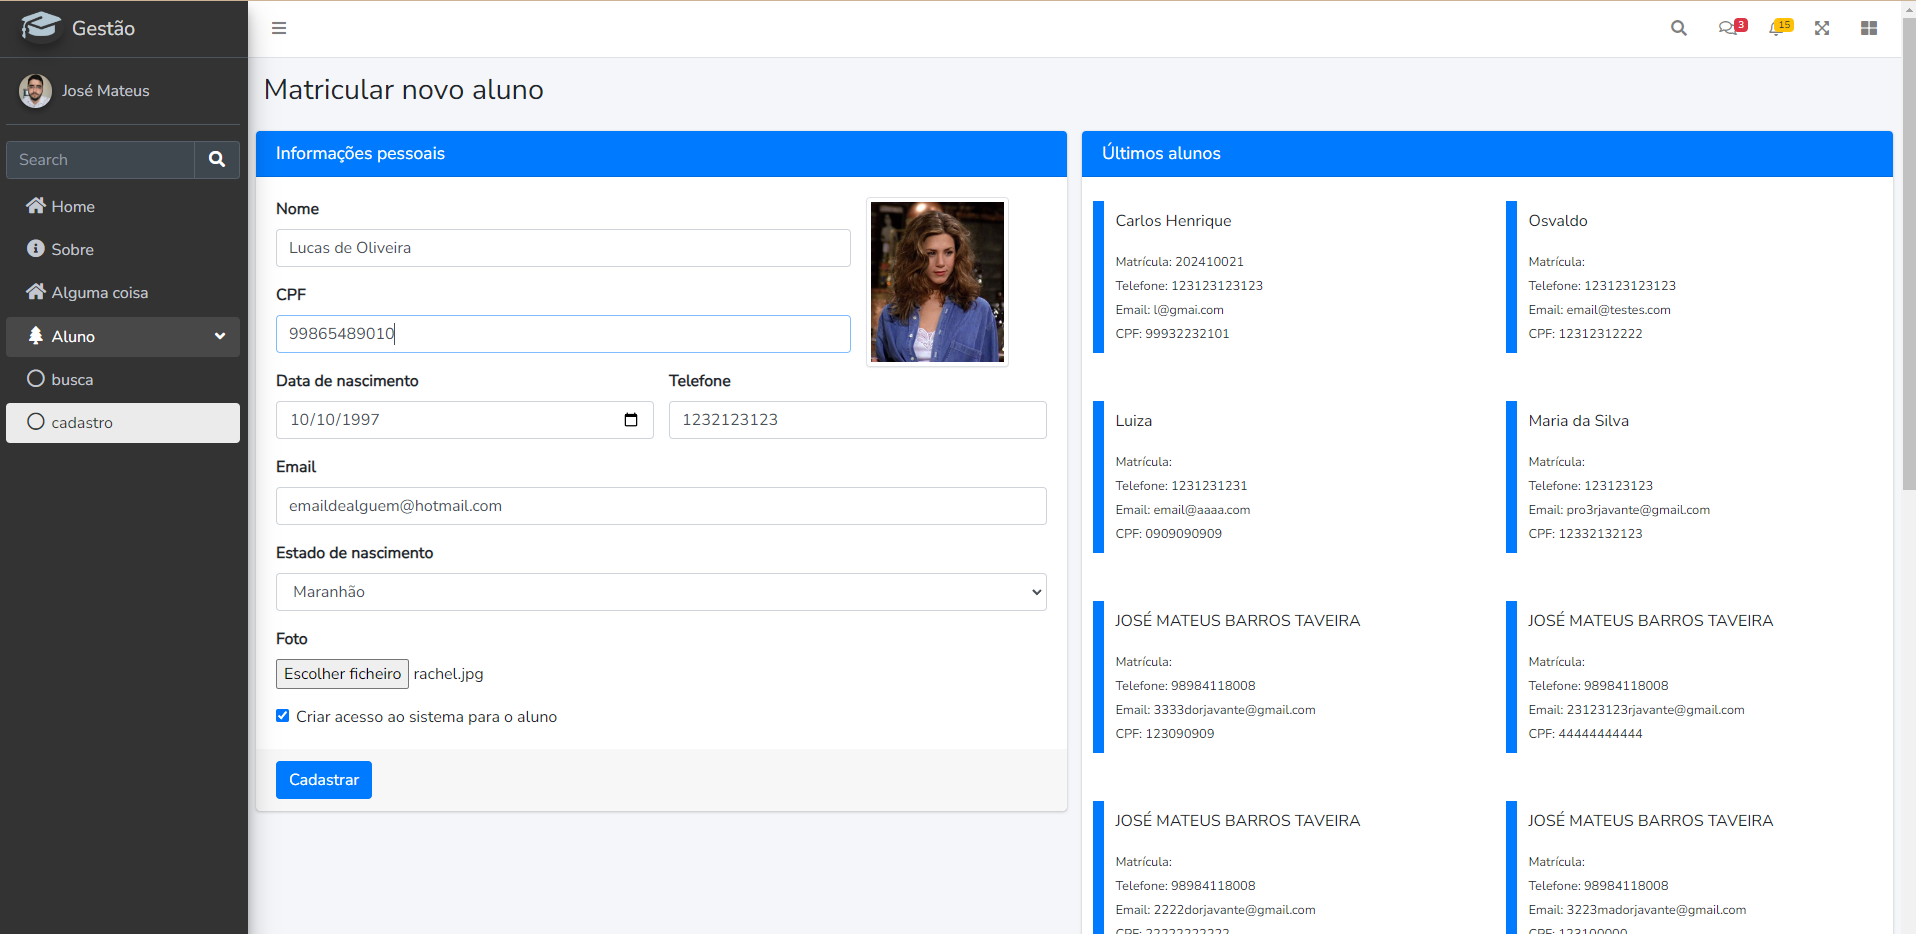 Gestão
José Mateus
Search
Home
Sobre
Alguma coisa
Aluno
busca
cadastro
3
15
Matricular novo aluno
Informações pessoais
Nome
Lucas de Oliveira
CPF
99865489010
Data de nascimento
Telefone
10/10/1997
1232123123
Email
emaildealguem@hotmail.com
Estado de nascimento
Maranhão
Foto
Escolher ficheiro rachel.jpg
Criar acesso ao sistema para o aluno
Cadastrar
Últimos alunos
Carlos Henrique
Matrícula: 202410021
Telefone: 123123123123
Email: l@gmai.com
CPF: 99932232101
Osvaldo
Matrícula:
Telefone: 123123123123
Email: email@testes.com
CPF: 12312312222
Luiza
Matrícula:
Telefone: 1231231231
Email: email@aaaa.com
CPF: 0909090909
Maria da Silva
Matrícula:
Telefone: 123123123
Email: pro3rjavante@gmail.com
CPF: 12332132123
JOSÉ MATEUS BARROS TAVEIRA
Matrícula:
Telefone: 98984118008
Email: 3333dorjavante@gmail.com
CPF: 123090909
JOSÉ MATEUS BARROS TAVEIRA
Matrícula:
Telefone: 98984118008
Email: 23123123rjavante@gmail.com
CPF: 44444444444
JOSÉ MATEUS BARROS TAVEIRA
Matrícula:
Telefone: 98984118008
Email: 2222dorjavante@gmail.com
CPF: 22222222222
JOSÉ MATEUS BARROS TAVEIRA
Matrícula:
Telefone: 98984118008
Email: 3223madorjavante@gmail.com
CPF: 123100000